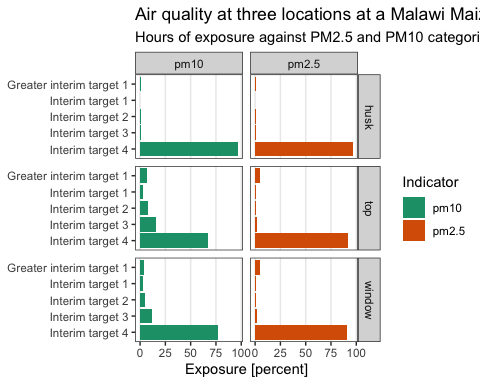 Air quality at three locations at a Malawi Maiz
Hours of exposure against PM2.5 and PM10 categori
pm10 pm2.5
Greater interim target 1
Interim target 1
Interim target 2
Interim target 3
Interim target 4
husk
Greater interim target 1
Interim target 1
Interim target 2
Interim target 3
Interim target 4
top
Greater interim target 1
Interim target 1
Interim target 2
Interim target 3
Interim target 4
window
0 25 50 75 100 0 25 50 75 100
Exposure [percent]
Indicator
pm10
pm2.5